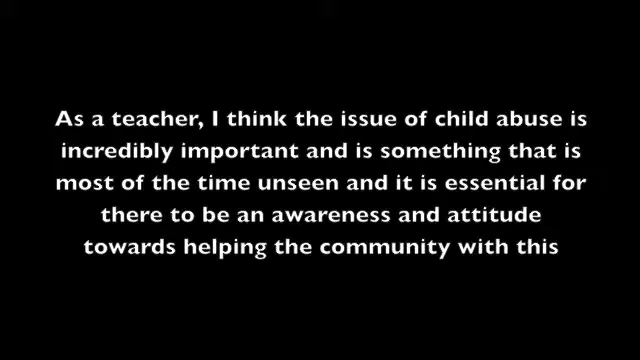 As a teacher, I think the issue of child abuse is
incredibly important and is something that is
most of the time unseen and it is essential for
there to be an awareness and attitude
towards helping the community with this